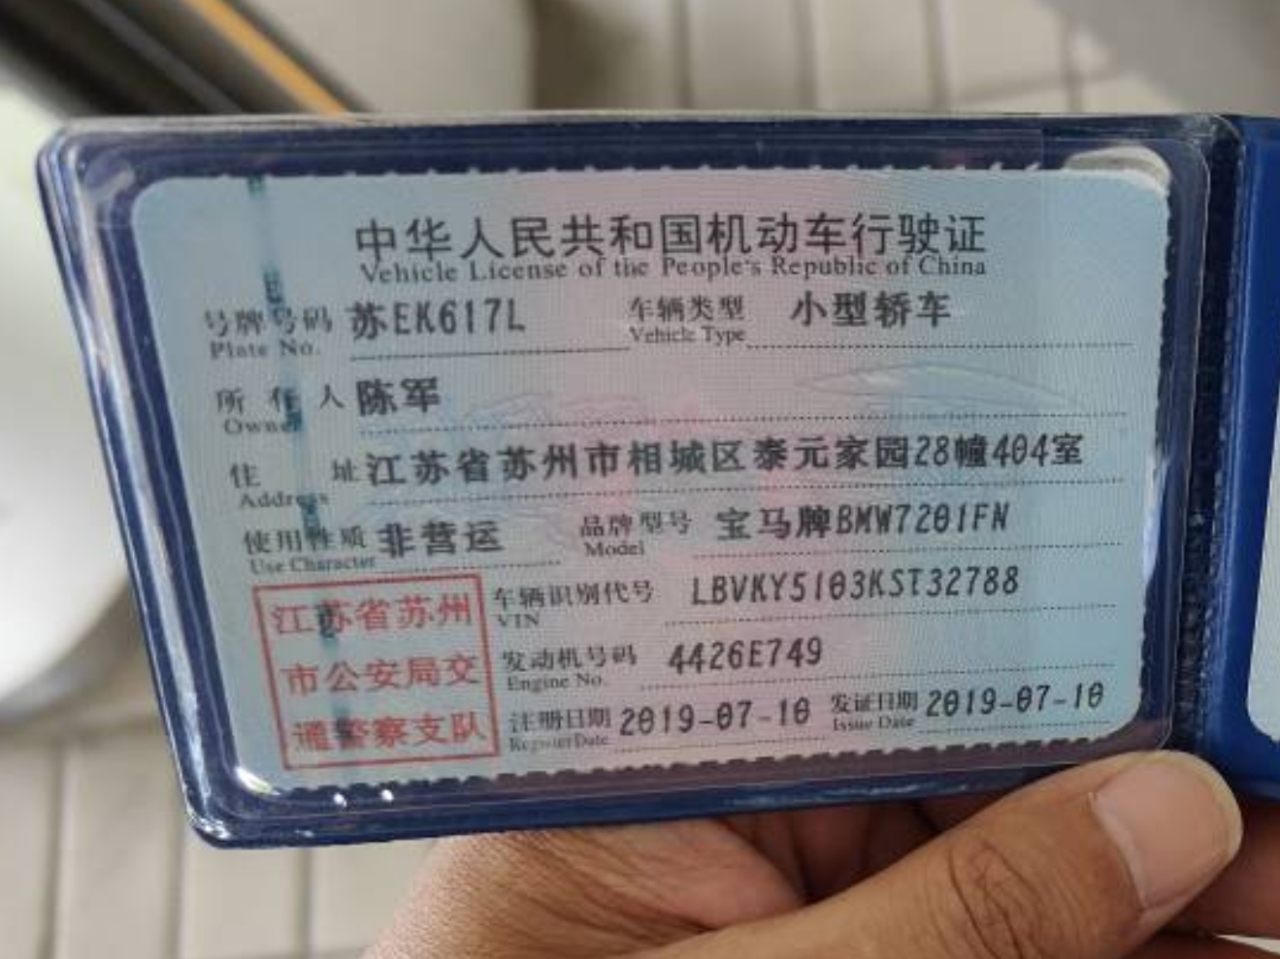 中华人民共和国机动车行驶证
Vehicle License of the People's Republic of China
号牌号码 苏EK617L 车辆类型 小型轿车
Plate No. Vehicle Type
所有人 陈军
Owner
住址 江苏省苏州市相城区泰元家园28幢404室
Address
使用性质 非营运 品牌型号 宝马牌BMW7201FN
Use Character Model
车辆识别代号 LBVKY5103KST32788
VIN
发动机号码 4426E749
Engine No.
注册日期 2019-07-10 发证日期 2019-07-10
Register Date Issue Date
江苏省苏州
市公安局交
通警察支队